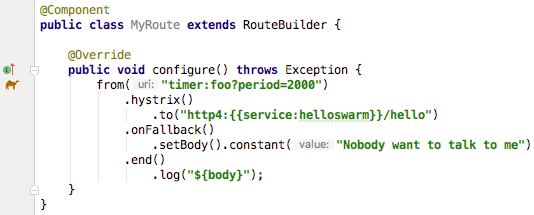 @Component
public class MyRoute extends RouteBuilder {
@Override
public void configure() throws Exception {
from( uri: "timer:foo?period=2000")
.hystrix()
.to("http4:{{service:helloswarm}}/hello")
.onFallback()
.setBody().constant( value: "Nobody want to talk to me")
.end()
.log("${body}");
}
}